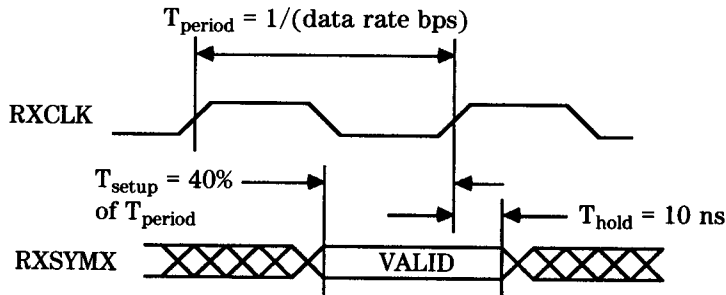 T_period = 1/(data rate bps)
RXCLK
T_setup = 40%
of T_period
T_hold = 10 ns
RXSYMX
VALID